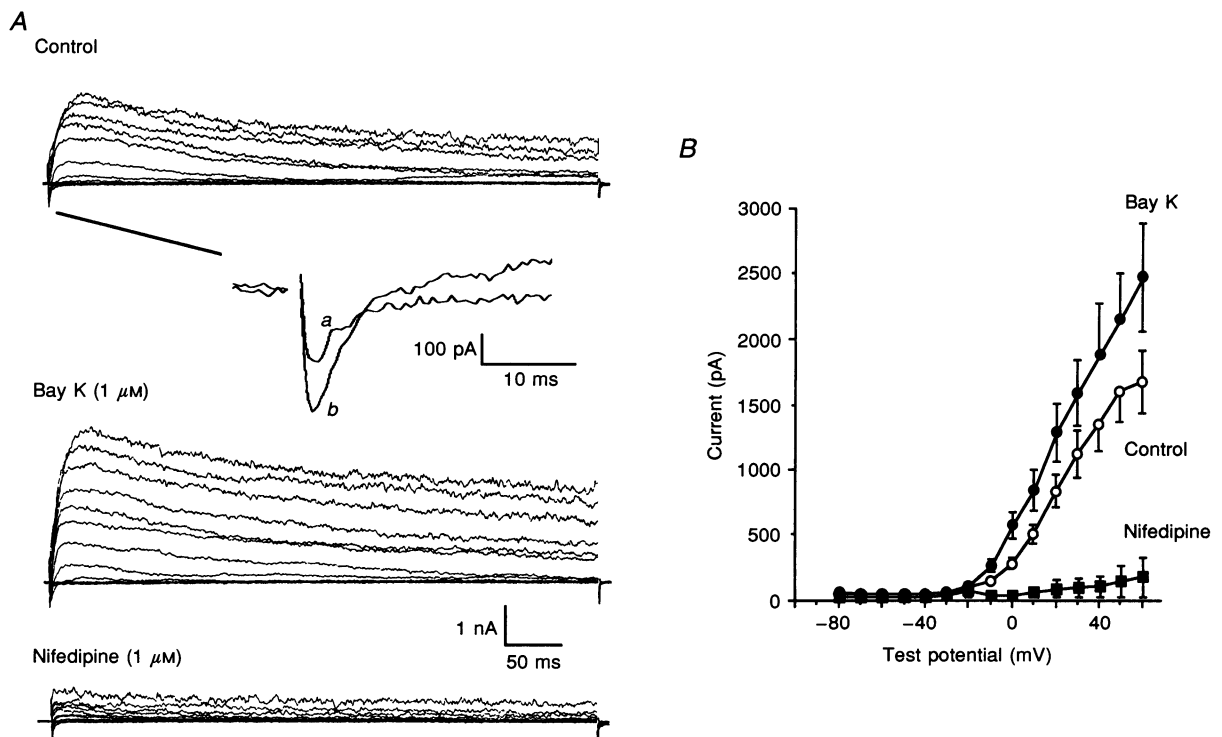 A
Control
a
100 pA
10 ms
b
Bay K (1 μM)
1 nA
50 ms
Nifedipine (1 μM)
B
3000
2500
2000
1500
1000
500
0
Current (pA)
−80
−40
0
40
Test potential (mV)
Bay K
Control
Nifedipine